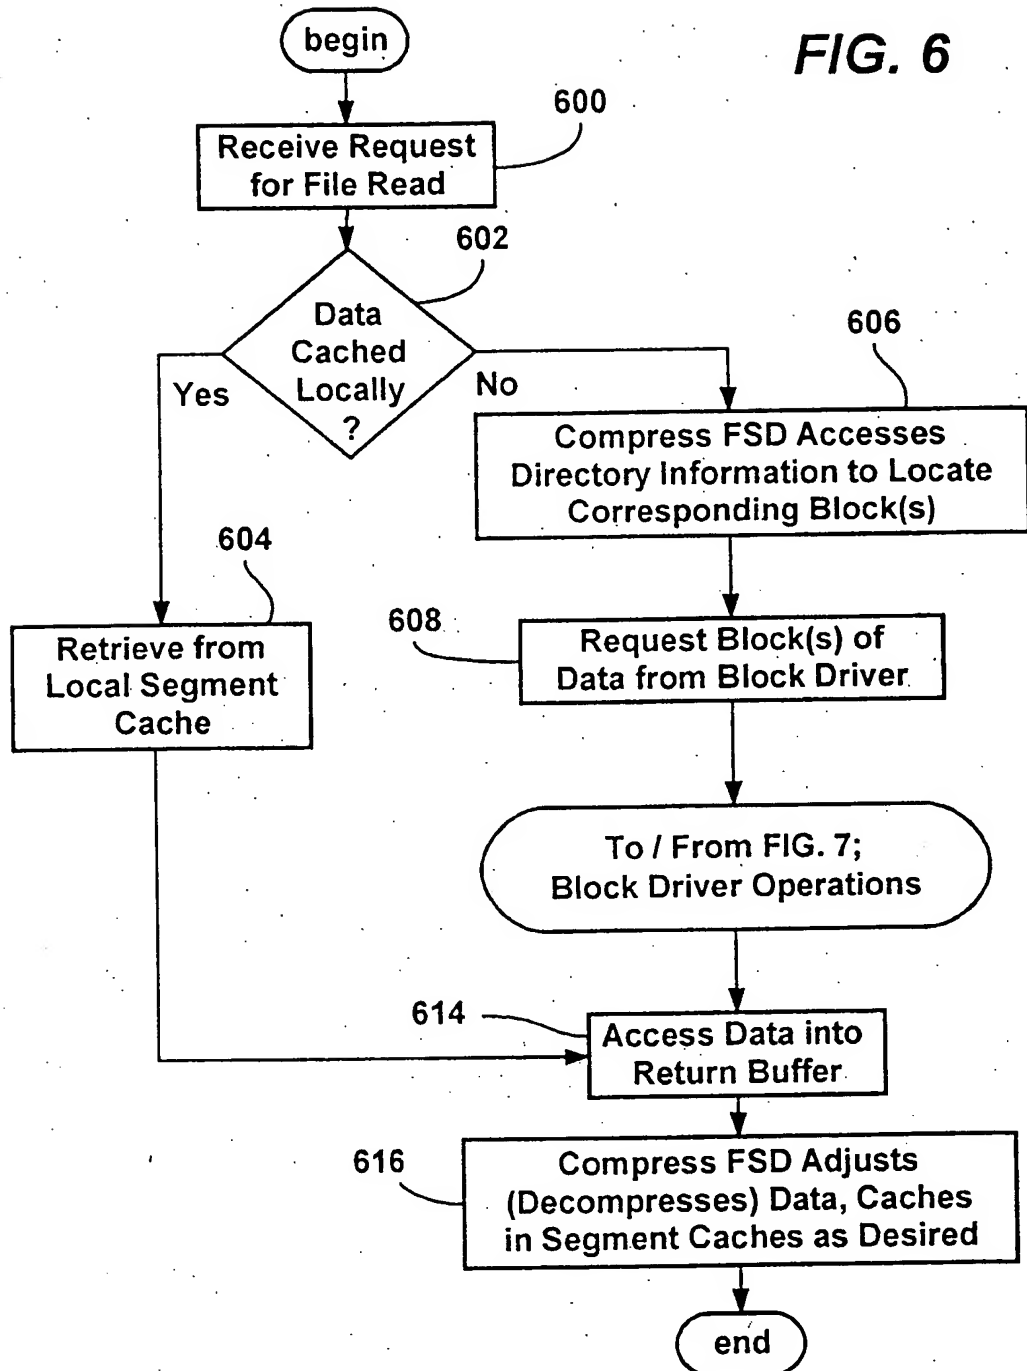 begin
FIG. 6
600
Receive Request
for File Read
602
Data
Cached
Locally
?
Yes
No
606
Compress FSD Accesses
Directory Information to Locate
Corresponding Block(s)
604
Retrieve from
Local Segment
Cache
608
Request Block(s) of
Data from Block Driver
To / From FIG. 7;
Block Driver Operations
614
Access Data into
Return Buffer
616
Compress FSD Adjusts
(Decompresses) Data, Caches
in Segment Caches as Desired
end